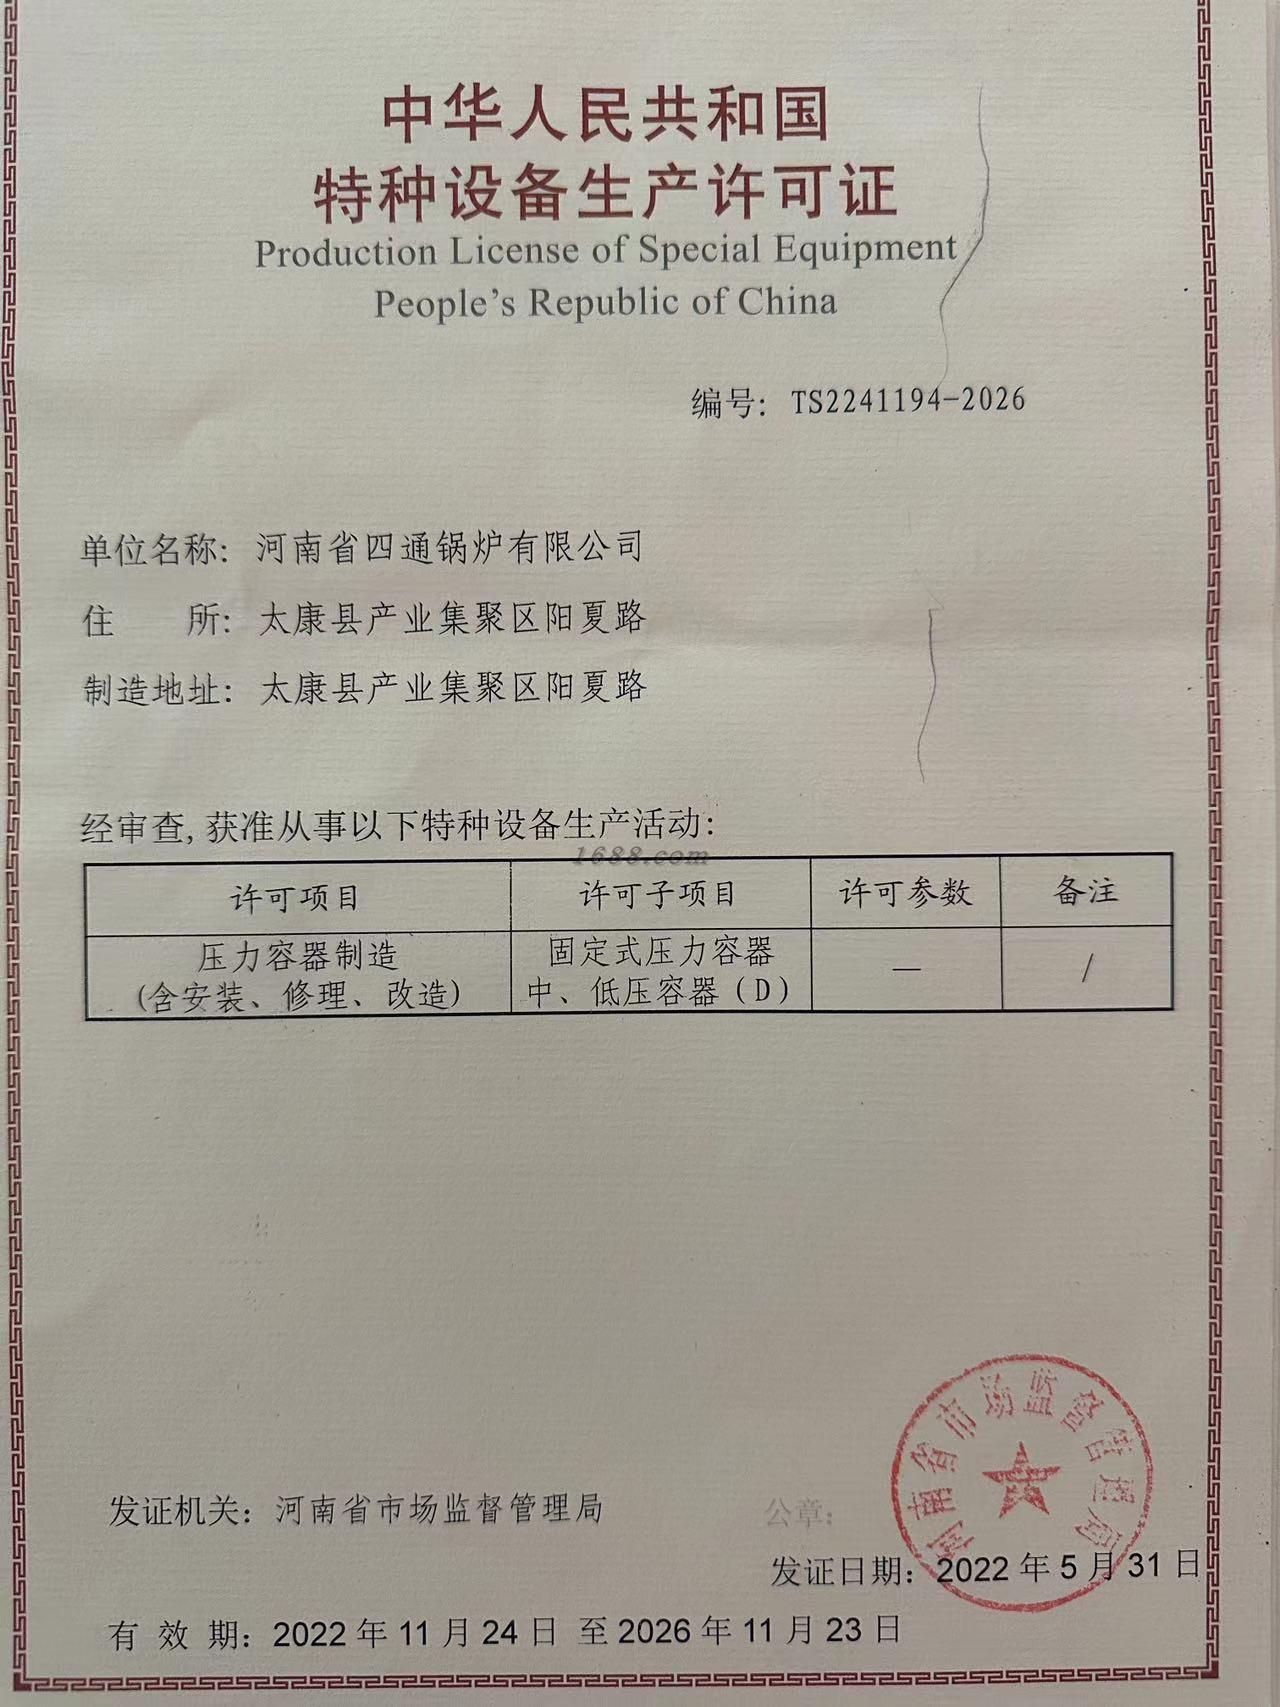 中华人民共和国
特种设备生产许可证
Production License of Special Equipment
People's Republic of China
编号: TS2241194-2026
单位名称: 河南省四通锅炉有限公司
住 所: 太康县产业集聚区阳夏路
制造地址: 太康县产业集聚区阳夏路
经审查,获准从事以下特种设备生产活动:
1688.com
许可项目 许可子项目 许可参数 备注
压力容器制造 固定式压力容器 — /
(含安装、修理、改造) 中、低压容器(D)
河南省市场监督管理局
发证机关: 河南省市场监督管理局 公章:
发证日期: 2022年5月31日
有 效 期: 2022年11月24日 至2026年11月23日